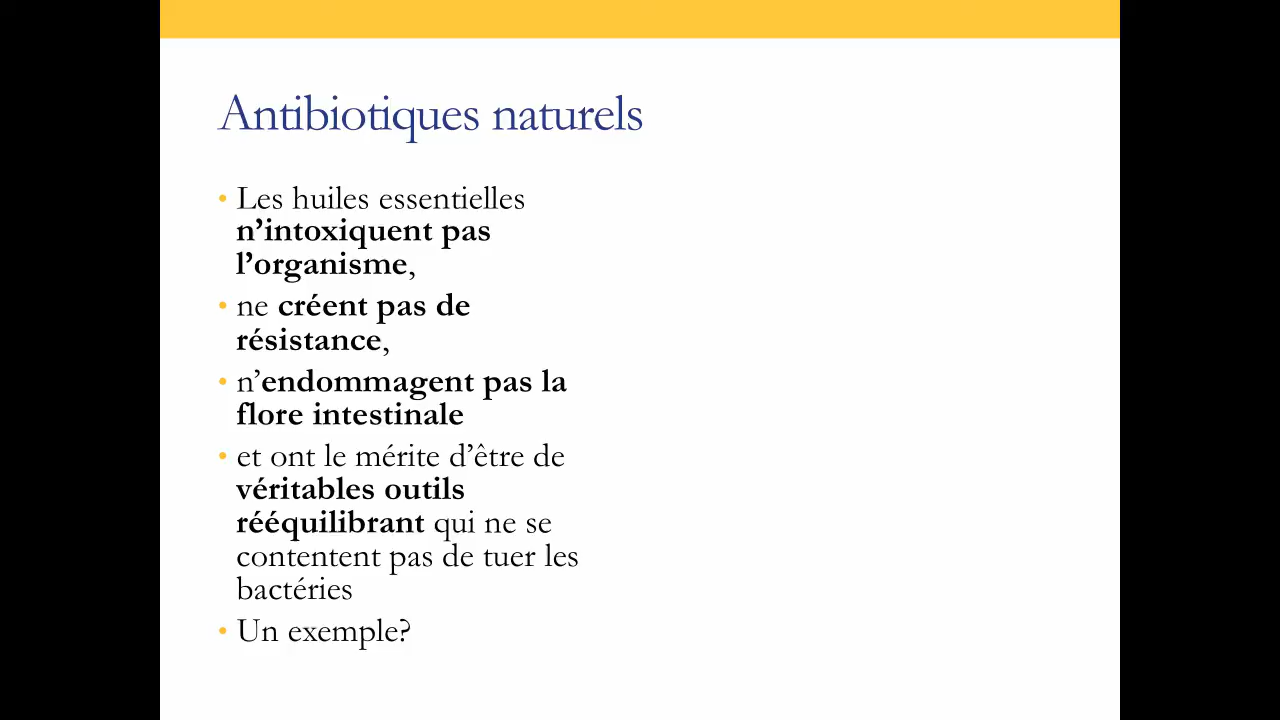 Antibiotiques naturels
• Les huiles essentielles
n’intoxiquent pas
l’organisme,
• ne créent pas de
résistance,
• n’endommagent pas la
flore intestinale
• et ont le mérite d’être de
véritables outils
rééquilibrant qui ne se
contentent pas de tuer les
bactéries
• Un exemple?